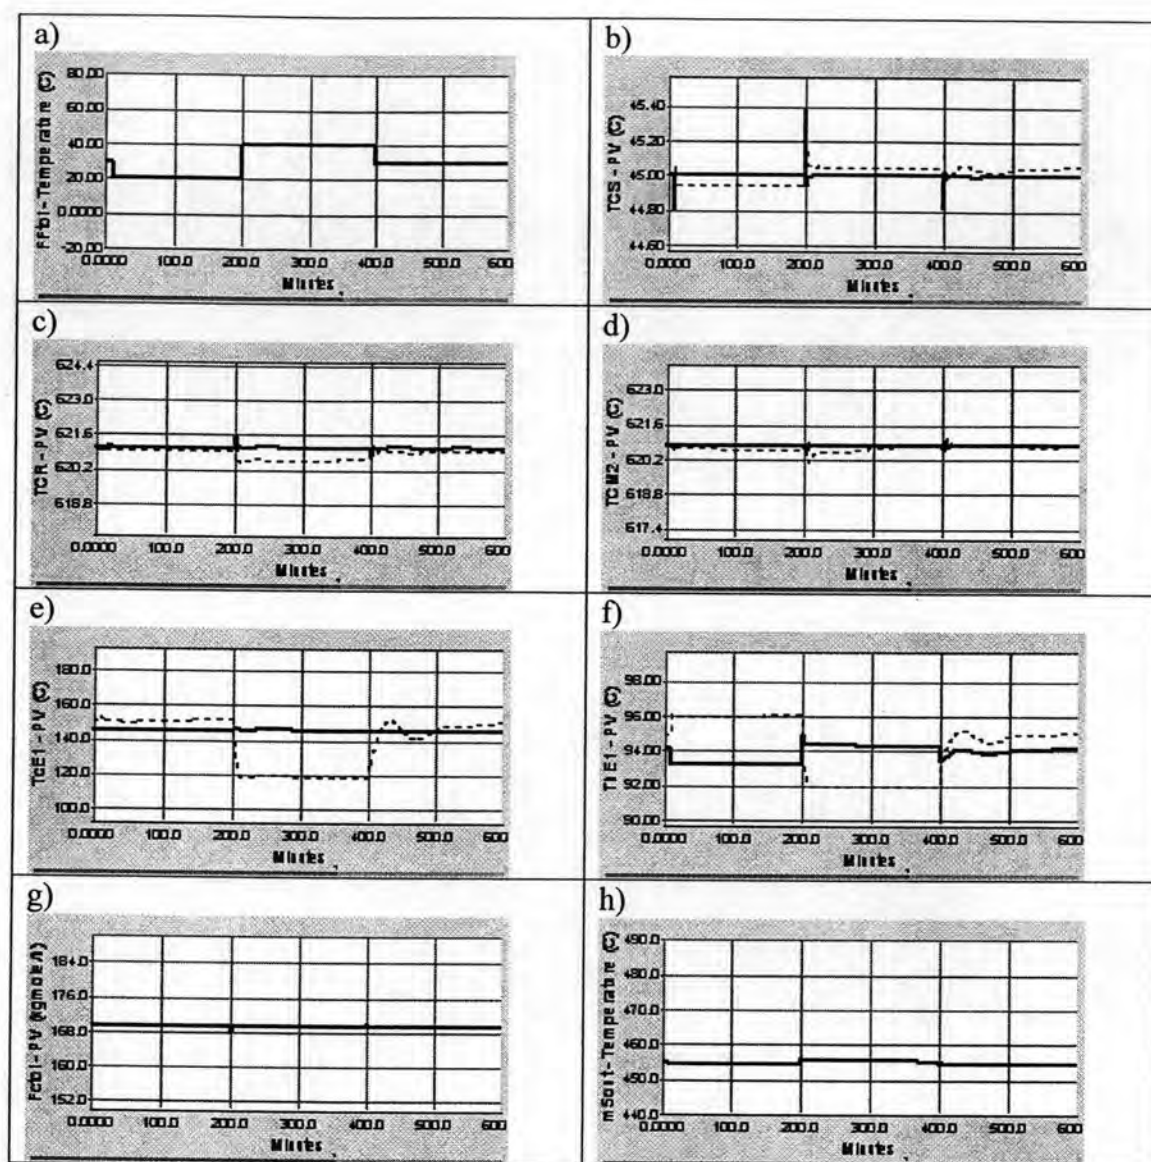 a)
80.00
60.00
40.00
20.00
0.0000
-20.00
Temperature (C)
0.0000 100.0 200.0 300.0 400.0 500.0 600
Minutes
b)
45.40
45.20
45.00
44.80
44.60
TCS - PV (C)
0.0000 100.0 200.0 300.0 400.0 500.0 600
Minutes
c)
624.4
623.0
621.6
620.2
618.8
TCR - PV (C)
0.0000 100.0 200.0 300.0 400.0 500.0 600
Minutes
d)
623.0
621.6
620.2
618.8
617.4
TCM2 - PV (C)
0.0000 100.0 200.0 300.0 400.0 500.0 600
Minutes
e)
180.0
160.0
140.0
120.0
100.0
TCE1 - PV (C)
0.0000 100.0 200.0 300.0 400.0 500.0 600
Minutes
f)
98.00
96.00
94.00
92.00
90.00
TIE1 - PV (C)
0.0000 100.0 200.0 300.0 400.0 500.0 600
Minutes
g)
184.0
176.0
168.0
160.0
152.0
PV (kgmole/h)
0.0000 100.0 200.0 300.0 400.0 500.0 600
Minutes
h)
490.0
480.0
470.0
460.0
450.0
440.0
mSout - Temperature (C)
0.0000 100.0 200.0 300.0 400.0 500.0 600
Minutes